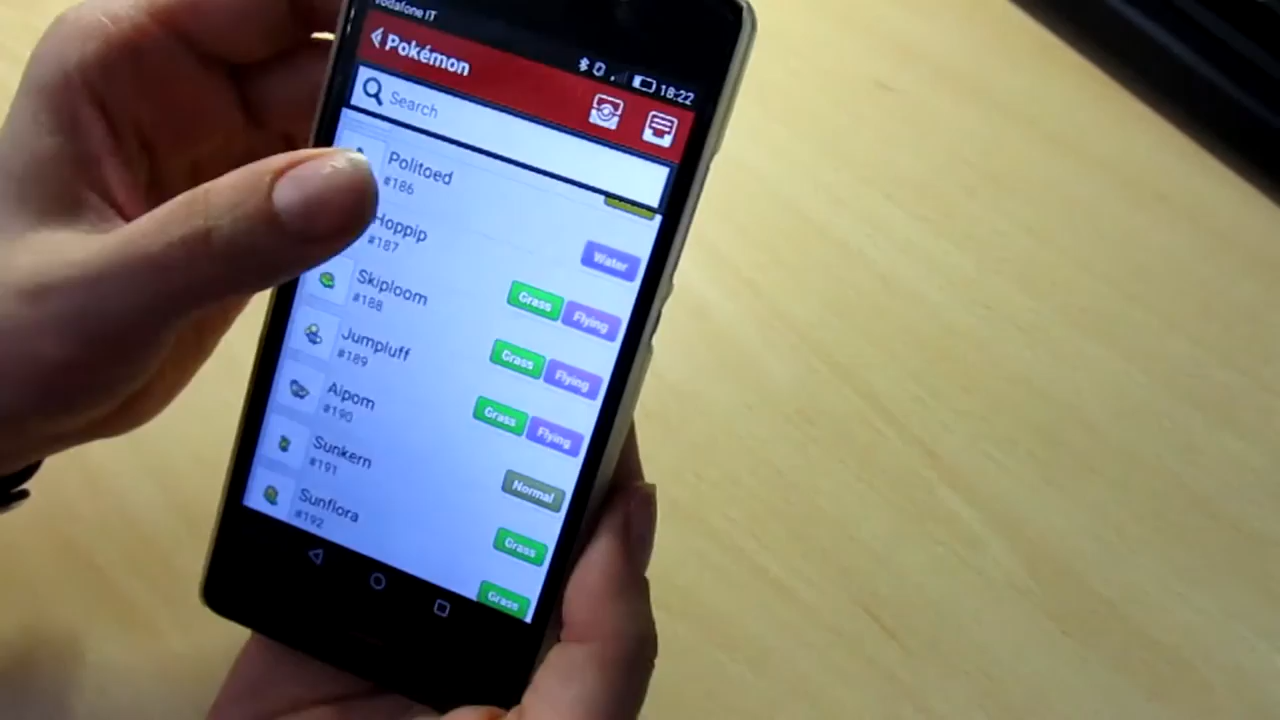 vodafone IT
18:22
Pokémon
Search
Politoed
#186
Water
Hoppip
#187
Grass Flying
Skiploom
#188
Grass Flying
Jumpluff
#189
Grass Flying
Aipom
#190
Normal
Sunkern
#191
Grass
Sunflora
#192
Grass